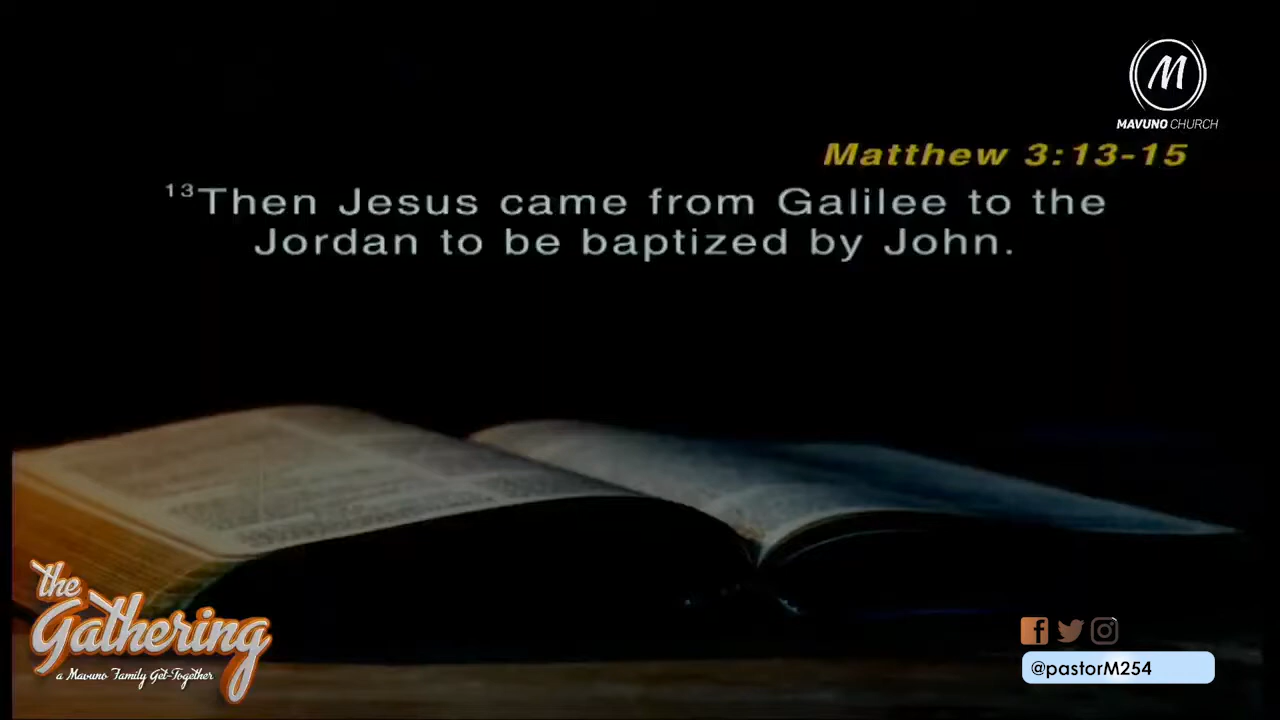 M
MAVUNO CHURCH
Matthew 3:13-15
¹³Then Jesus came from Galilee to the
Jordan to be baptized by John.
the
Gathering
a Mavuno Family Get-Together
@pastorM254